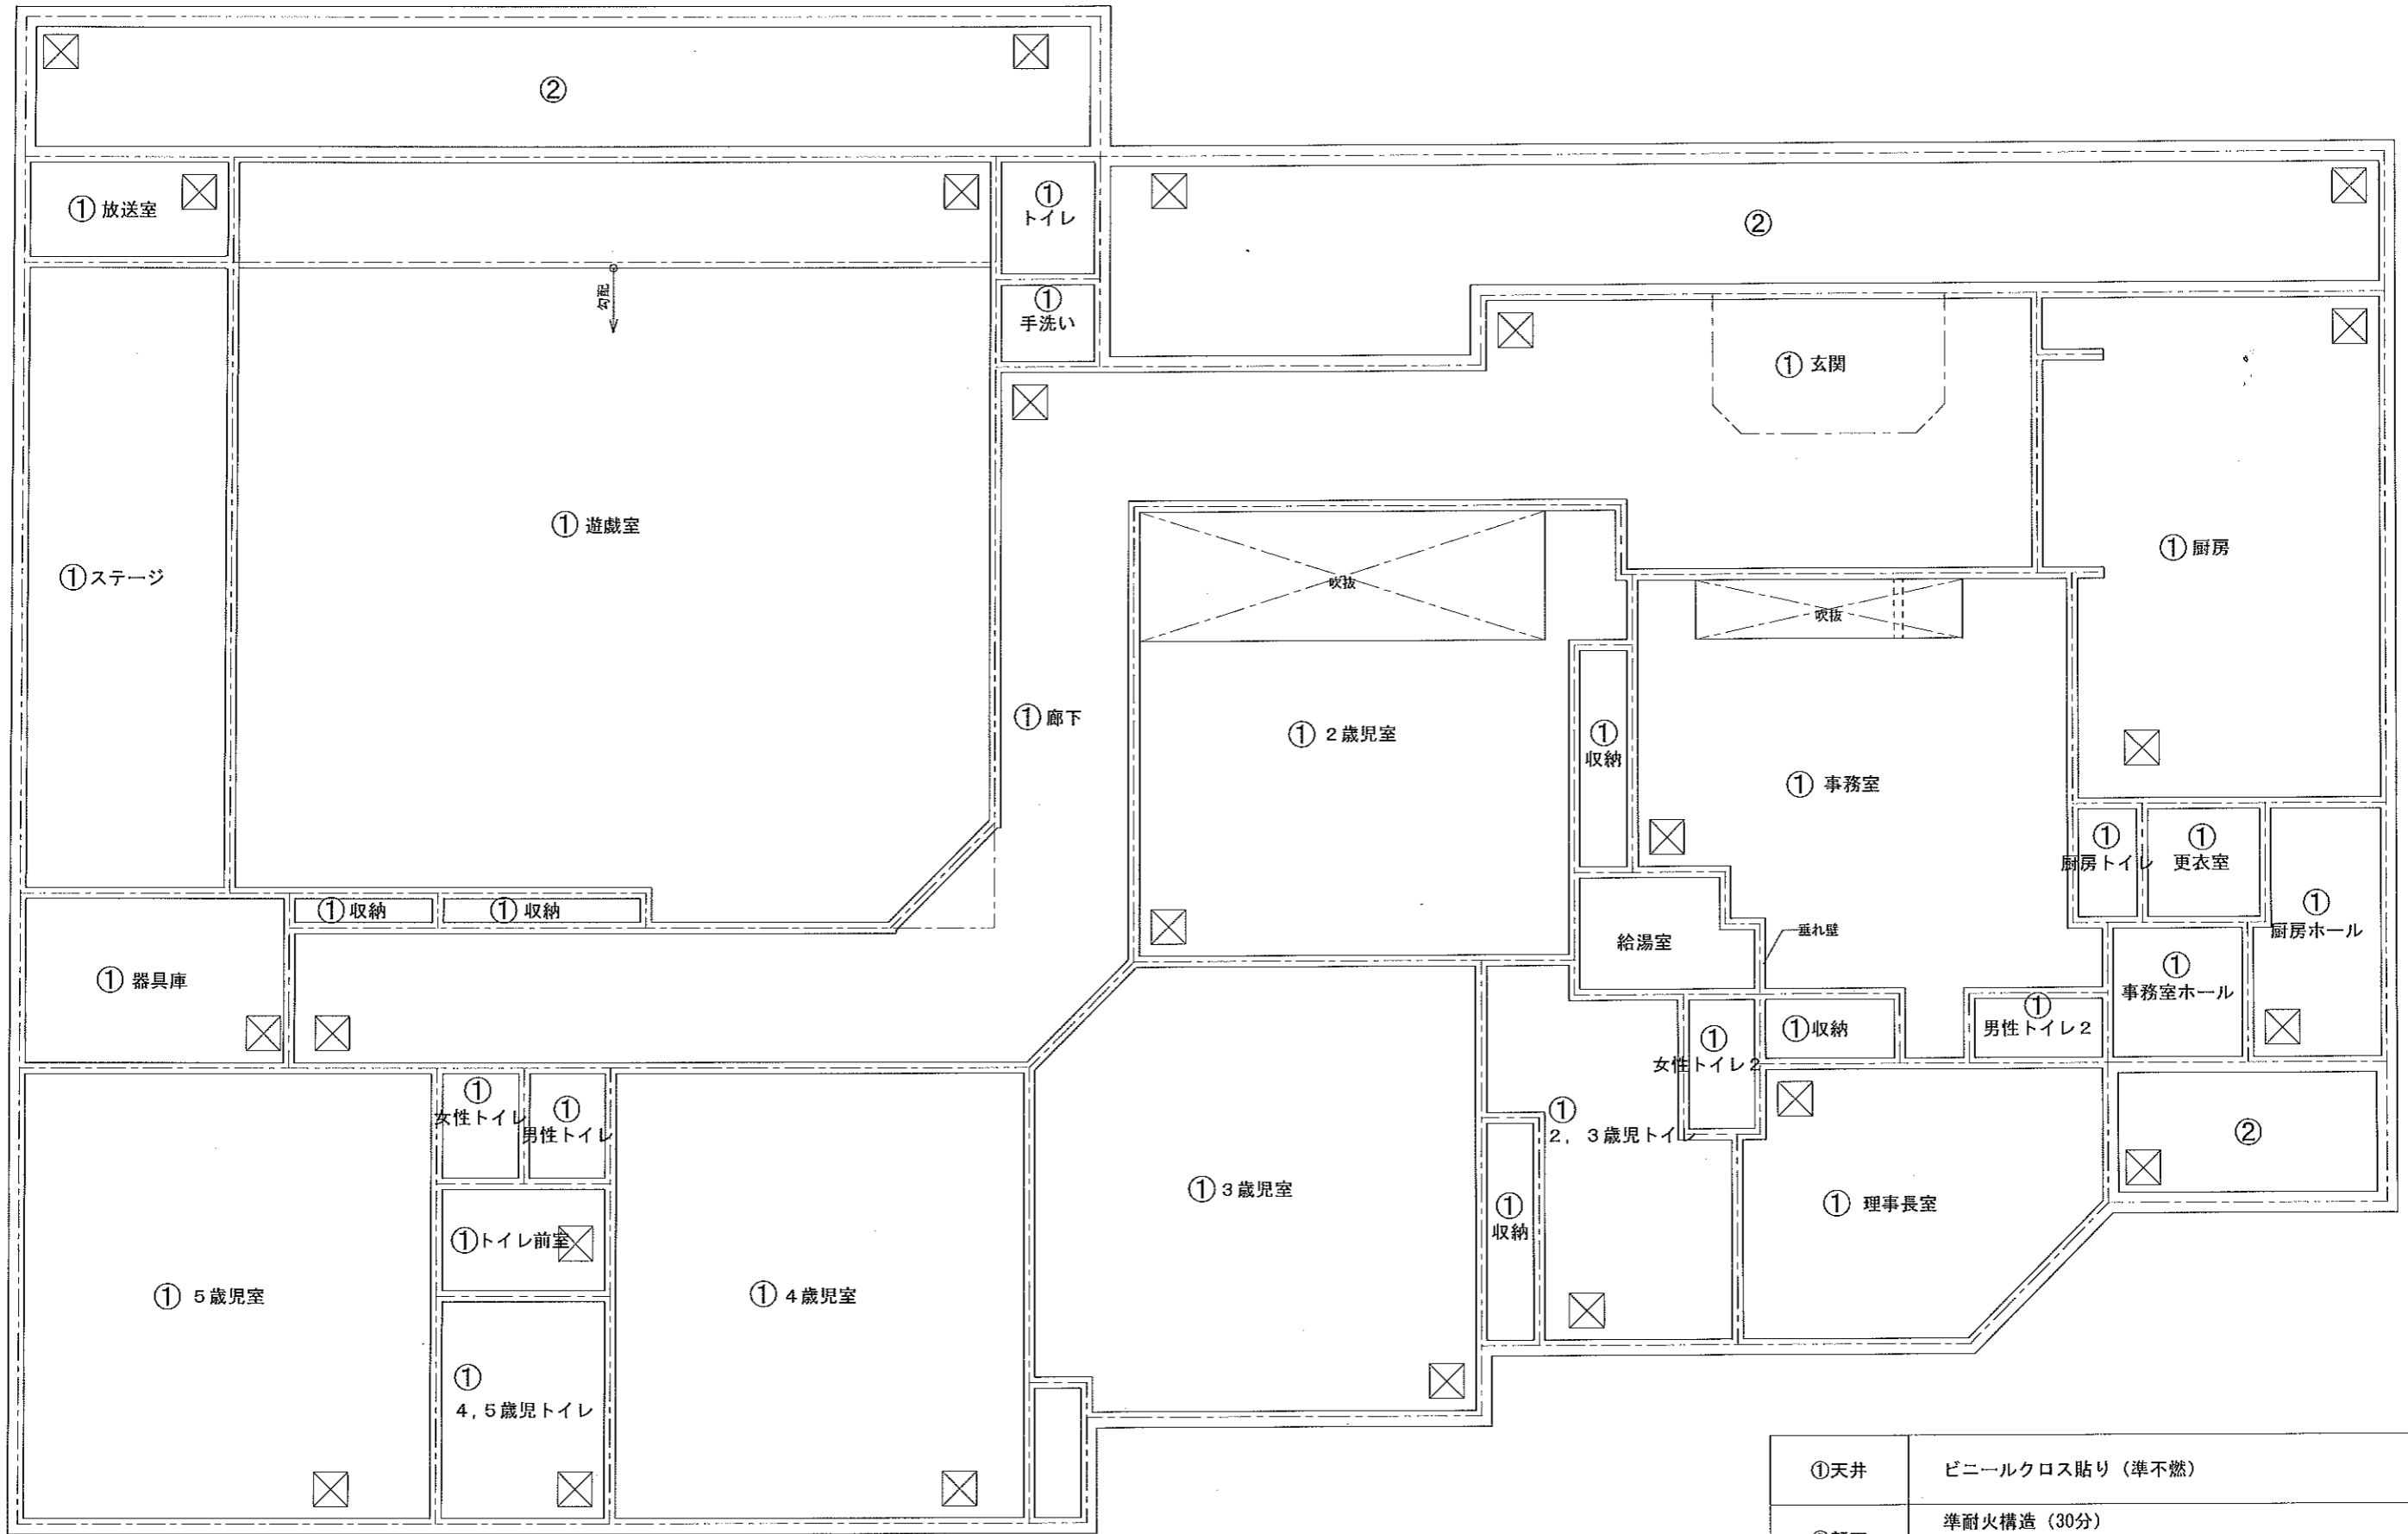 ②
① 放送室
①
トイレ
②
勾配
①
手洗い
① 玄関
① 遊戯室
① 厨房
①ステージ
吹抜
吹抜
① 廊下
① 2歳児室
①
収納
① 事務室
①
厨房トイレ
①
更衣室
① 収納
① 収納
①
厨房ホール
給湯室
垂れ壁
① 器具庫
①
事務室ホール
①
女性トイレ2
①収納
①
男性トイレ2
①
女性トイレ
①
男性トイレ
①
2，3歳児トイレ
②
①トイレ前室
① 3歳児室
①
収納
① 理事長室
① 5歳児室
① 4歳児室
①
4,5歳児トイレ
①天井
ビニールクロス貼り（準不燃）
準耐火構造（30分）